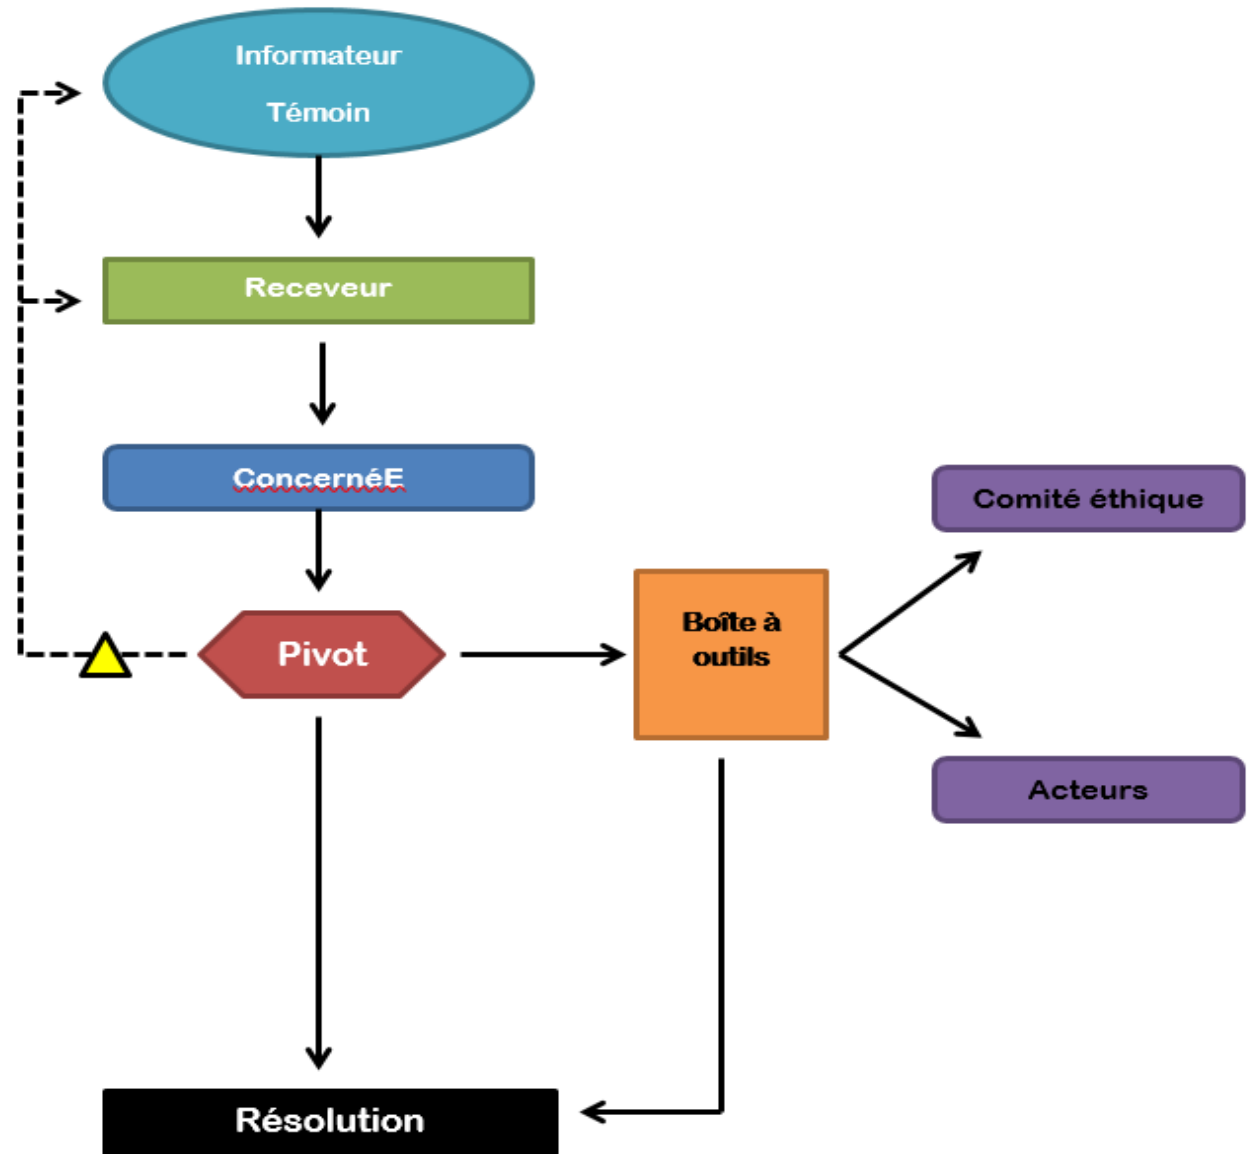 Informateur
Témoin
Receveur
ConcernéE
Comité éthique
Boîte à
outils
Pivot
Acteurs
Résolution